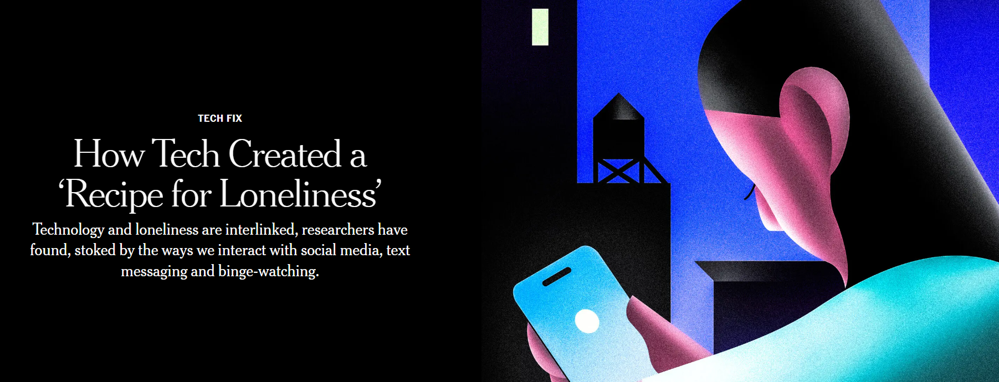 TECH FIX
How Tech Created a
‘Recipe for Loneliness’
Technology and loneliness are interlinked, researchers have
found, stoked by the ways we interact with social media, text
messaging and binge-watching.